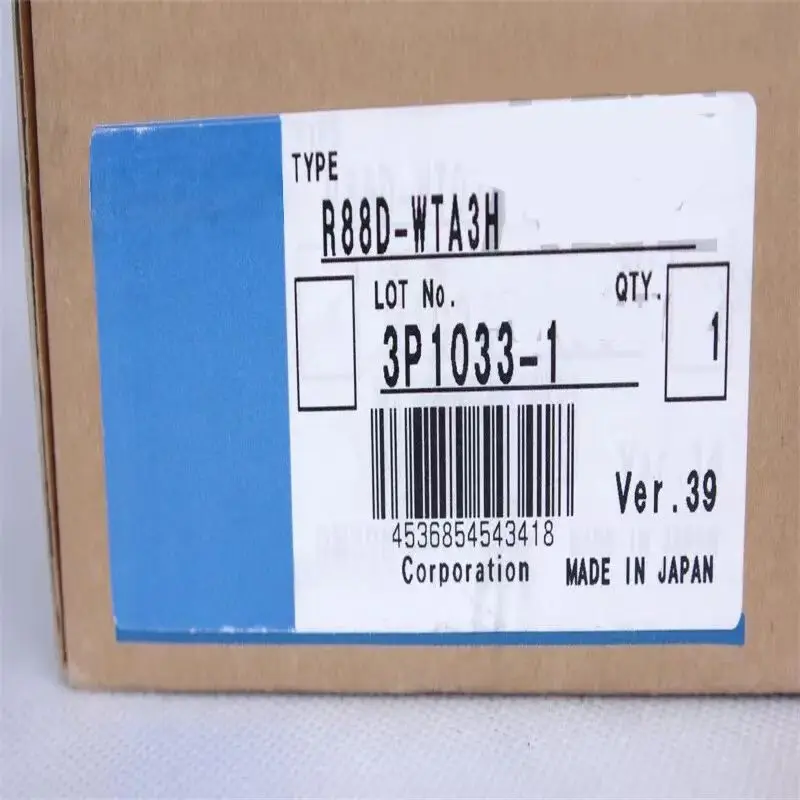 TYPE
R88D-WTA3H
LOT No.
QTY.
3P1033-1
1
Ver.39
4536854543418
Corporation
MADE IN JAPAN